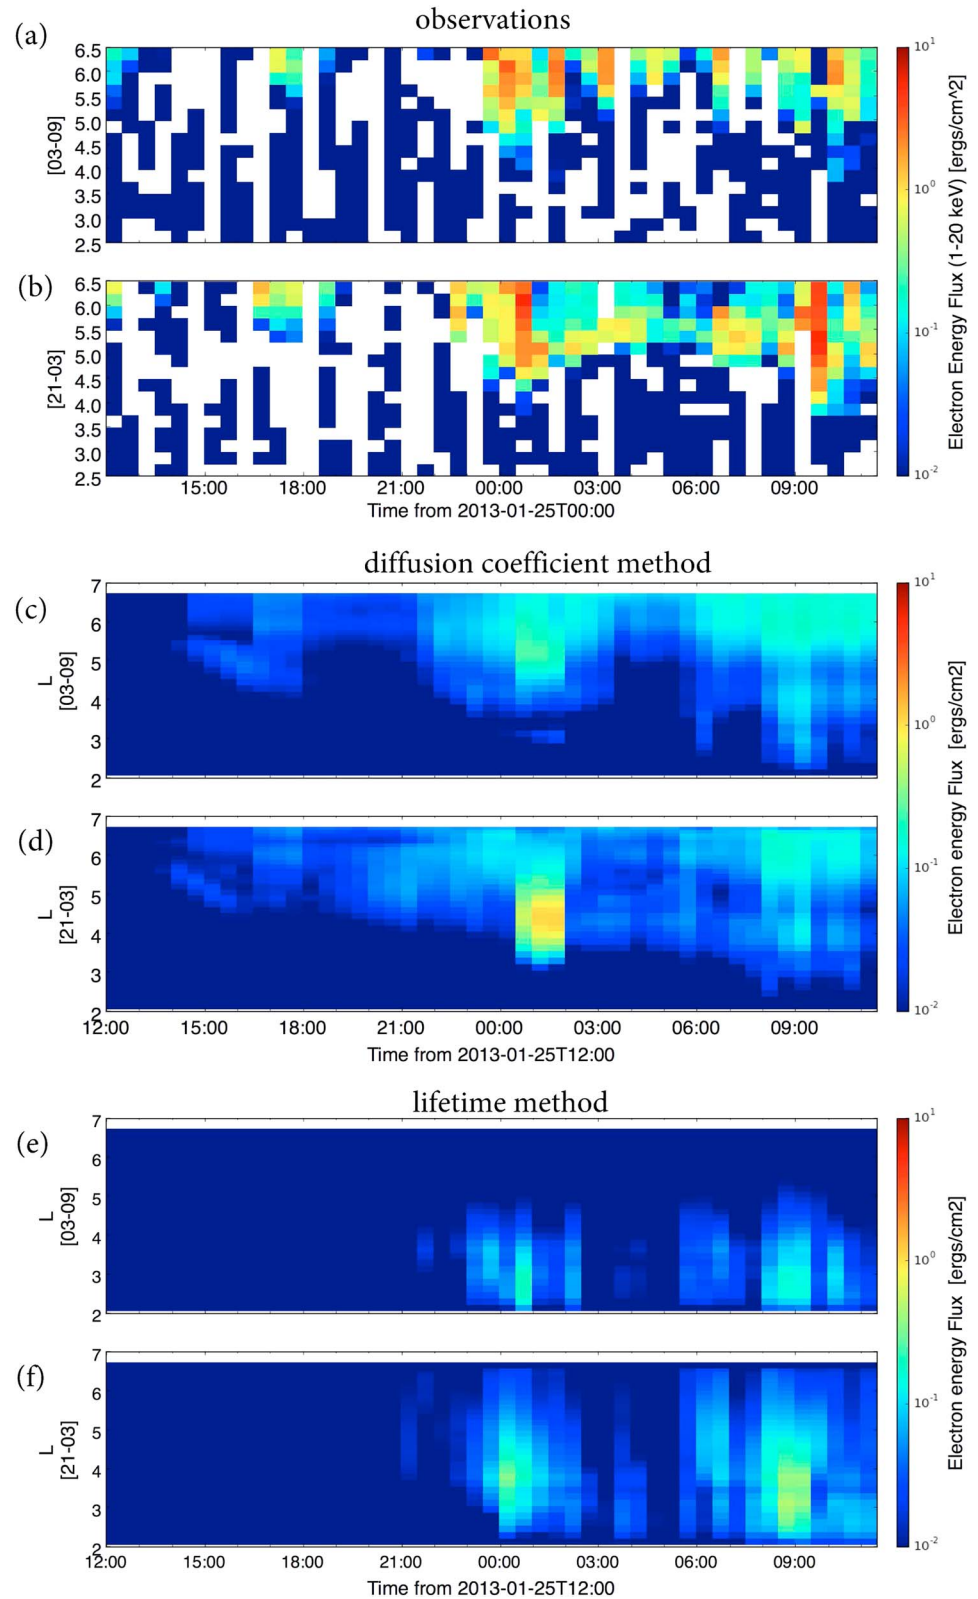 observations
(a)
6.5
6.0
5.5
5.0
4.5
4.0
3.5
3.0
2.5
[03-09]
(b)
6.5
6.0
5.5
5.0
4.5
4.0
3.5
3.0
2.5
[21-03]
15:00 18:00 21:00 00:00 03:00 06:00 09:00
Time from 2013-01-25T00:00
10^1
10^0
10^-1
10^-2
Electron Energy Flux (1-20 keV) [ergs/cm^2]
diffusion coefficient method
(c)
7
6
5
4
3
2
L
[03-09]
(d)
7
6
5
4
3
2
L
[21-03]
12:00 15:00 18:00 21:00 00:00 03:00 06:00 09:00
Time from 2013-01-25T12:00
10^1
10^0
10^-1
10^-2
Electron energy Flux [ergs/cm2]
lifetime method
(e)
7
6
5
4
3
2
L
[03-09]
(f)
7
6
5
4
3
2
L
[21-03]
12:00 15:00 18:00 21:00 00:00 03:00 06:00 09:00
Time from 2013-01-25T12:00
10^1
10^0
10^-1
10^-2
Electron energy Flux [ergs/cm2]